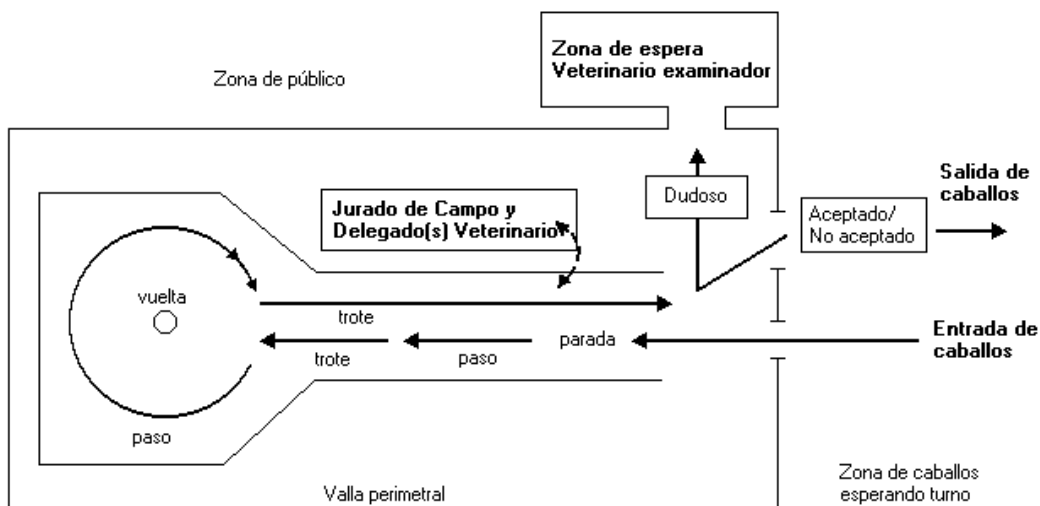 Zona de espera
Veterinario examinador
Zona de público
Salida de
caballos
Dudoso
Jurado de Campo y
Delegado(s) Veterinario
Aceptado/
No aceptado
vuelta
trote
Entrada de
caballos
parada
trote
paso
paso
Zona de caballos
esperando turno
Valla perimetral